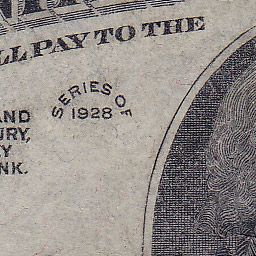 LL PAY TO THE
SERIES OF
1928
AND
URY,
Y
NK.